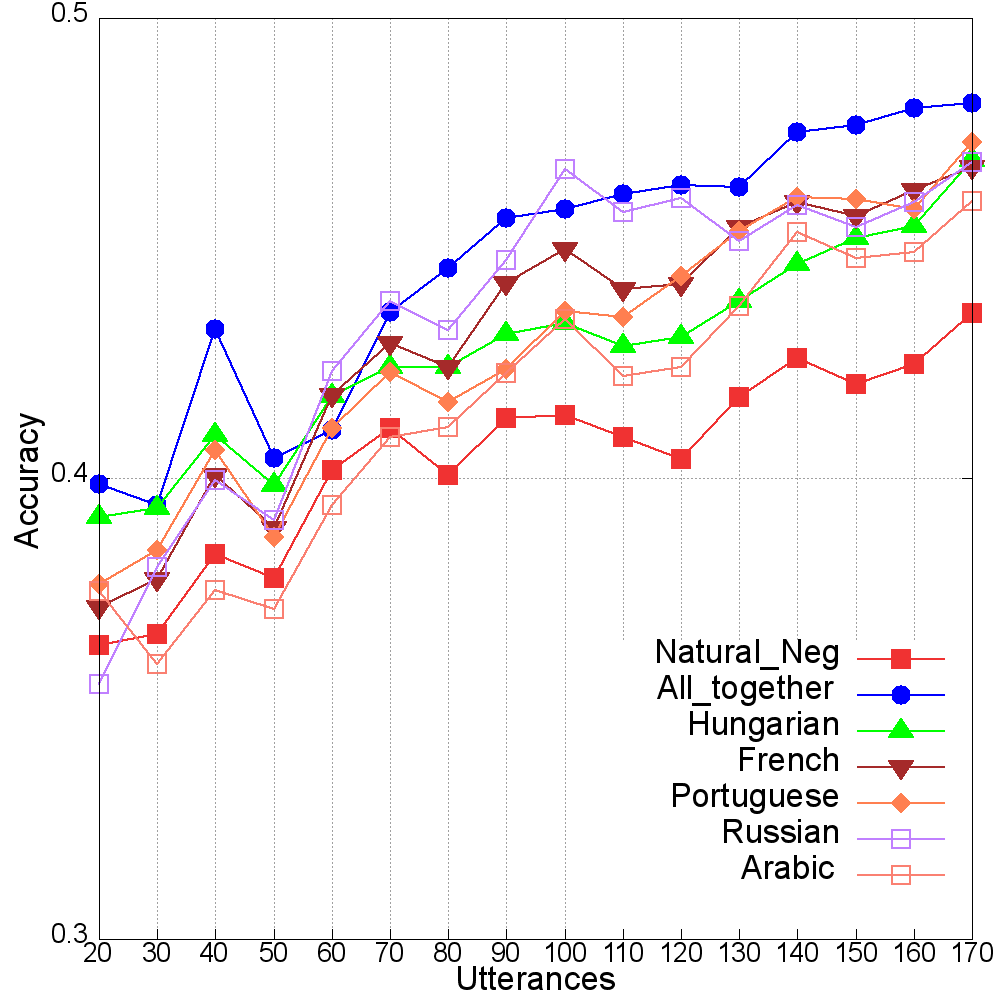 0.5
Accuracy
0.4
Natural_Neg
All_together
Hungarian
French
Portuguese
Russian
Arabic
0.3
20 30 40 50 60 70 80 90 100 110 120 130 140 150 160 170
Utterances